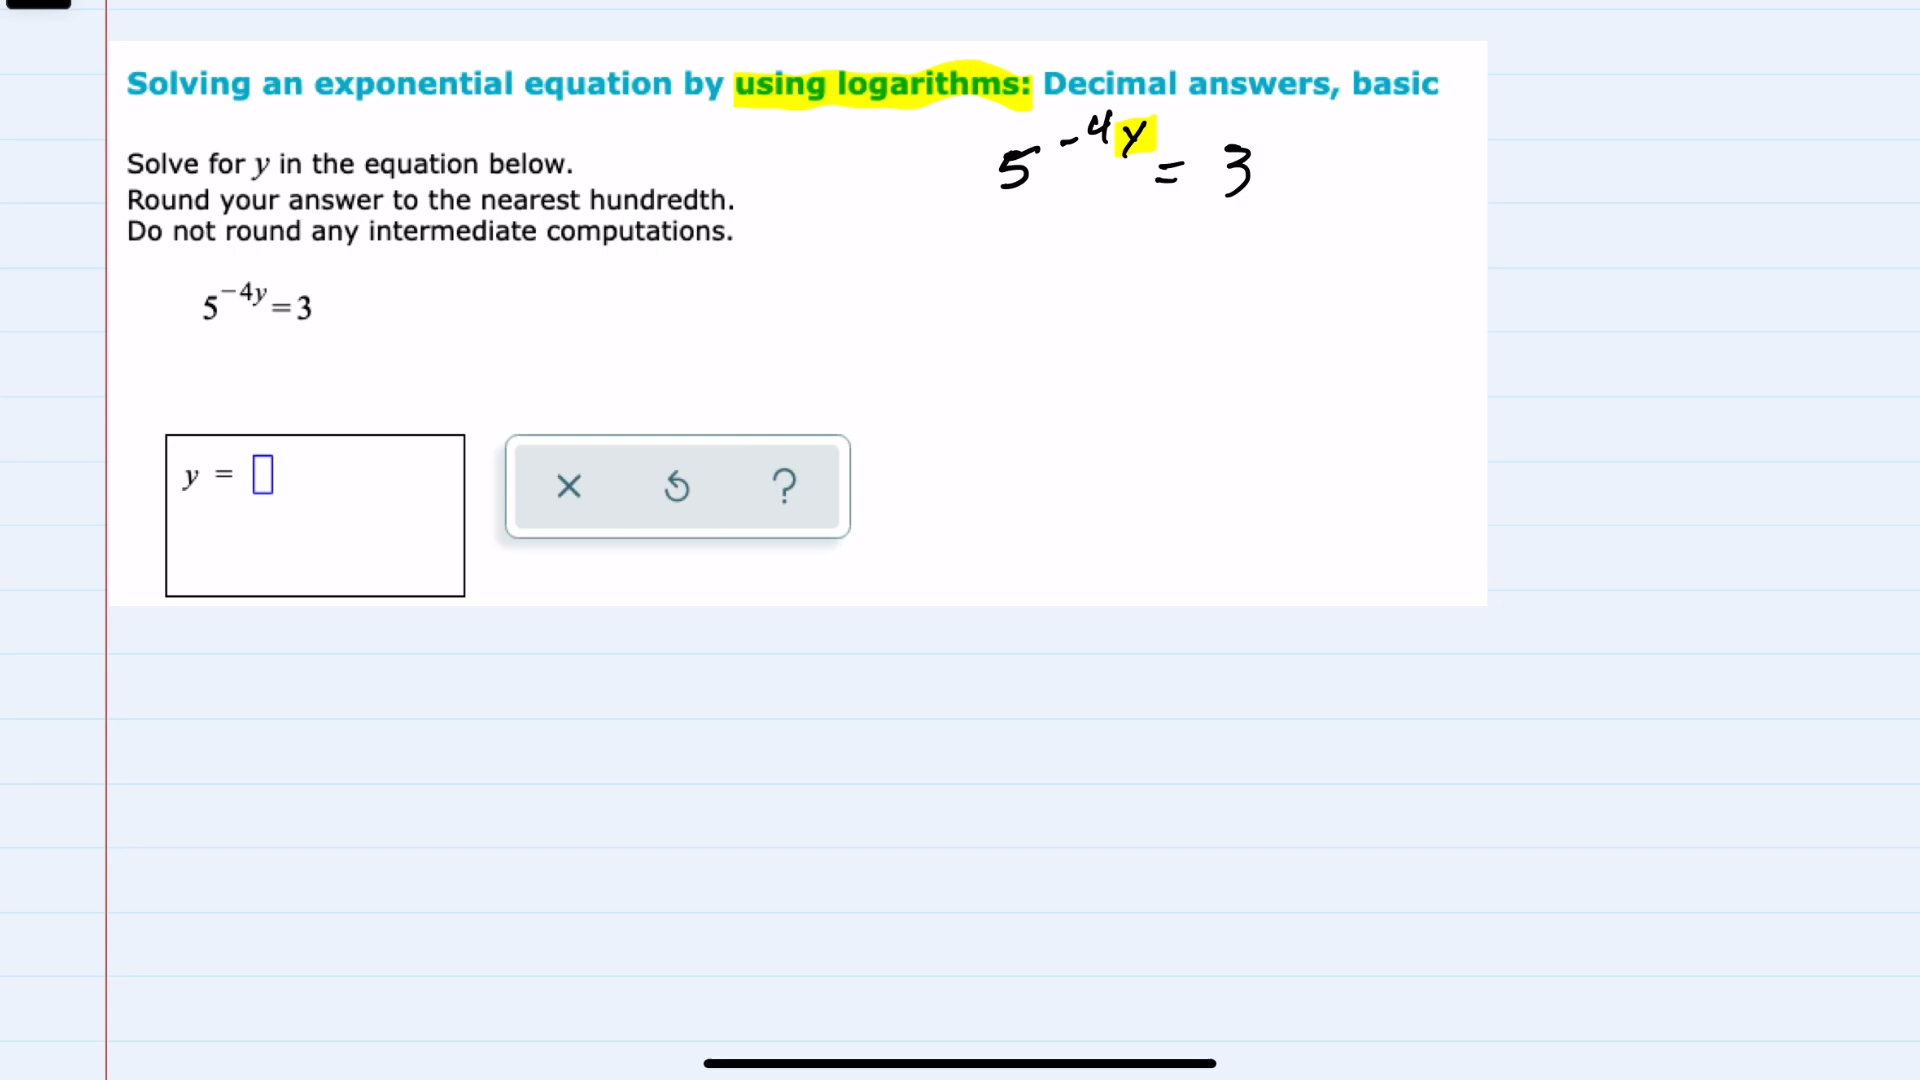 Solving an exponential equation by using logarithms: Decimal answers, basic
5^-4y = 3
Solve for y in the equation below.
Round your answer to the nearest hundredth.
Do not round any intermediate computations.
5^-4y = 3
y =
× ?